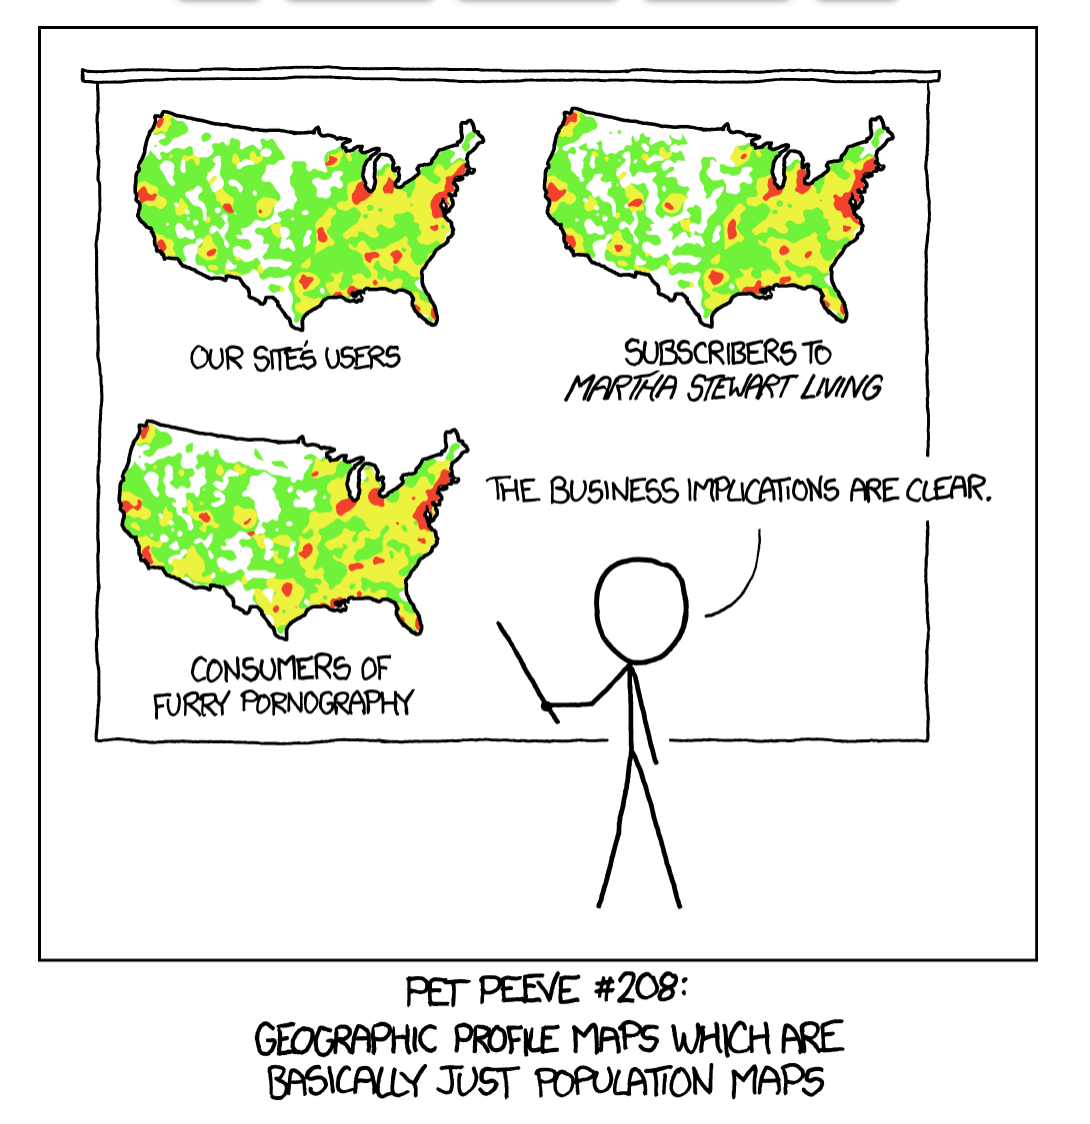 OUR SITE'S USERS
SUBSCRIBERS TO
MARTHA STEWART LIVING
THE BUSINESS IMPLICATIONS ARE CLEAR.
CONSUMERS OF
FURRY PORNOGRAPHY
PET PEEVE #208:
GEOGRAPHIC PROFILE MAPS WHICH ARE
BASICALLY JUST POPULATION MAPS